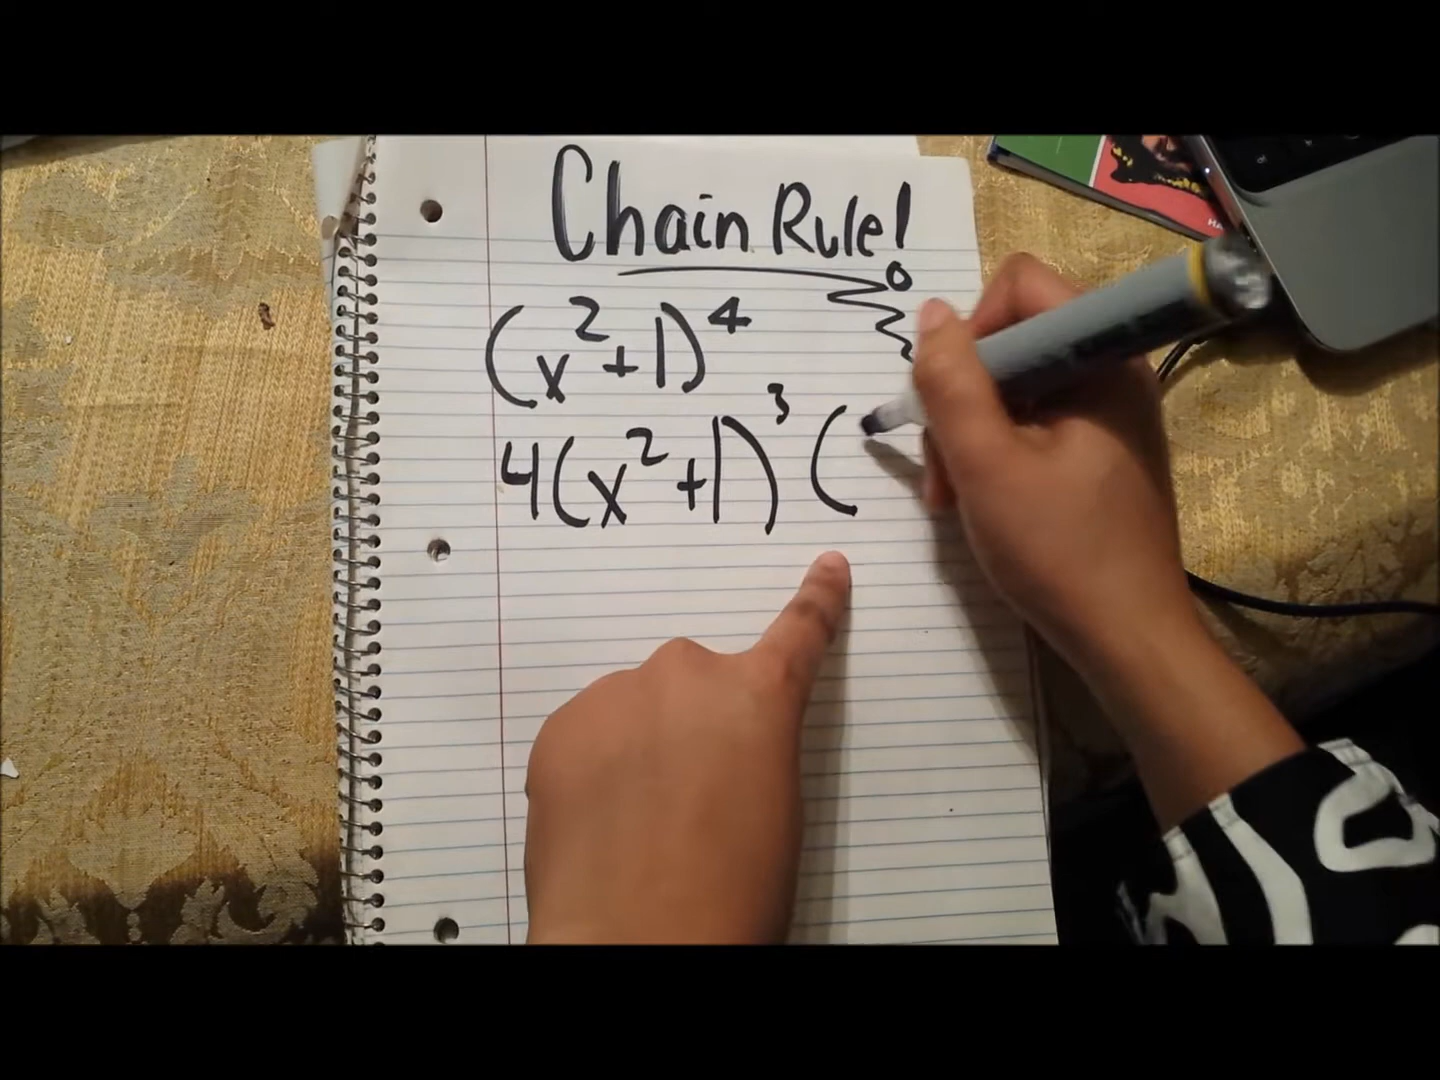 Chain Rule!
(x²+1)⁴
4(x²+1)³(